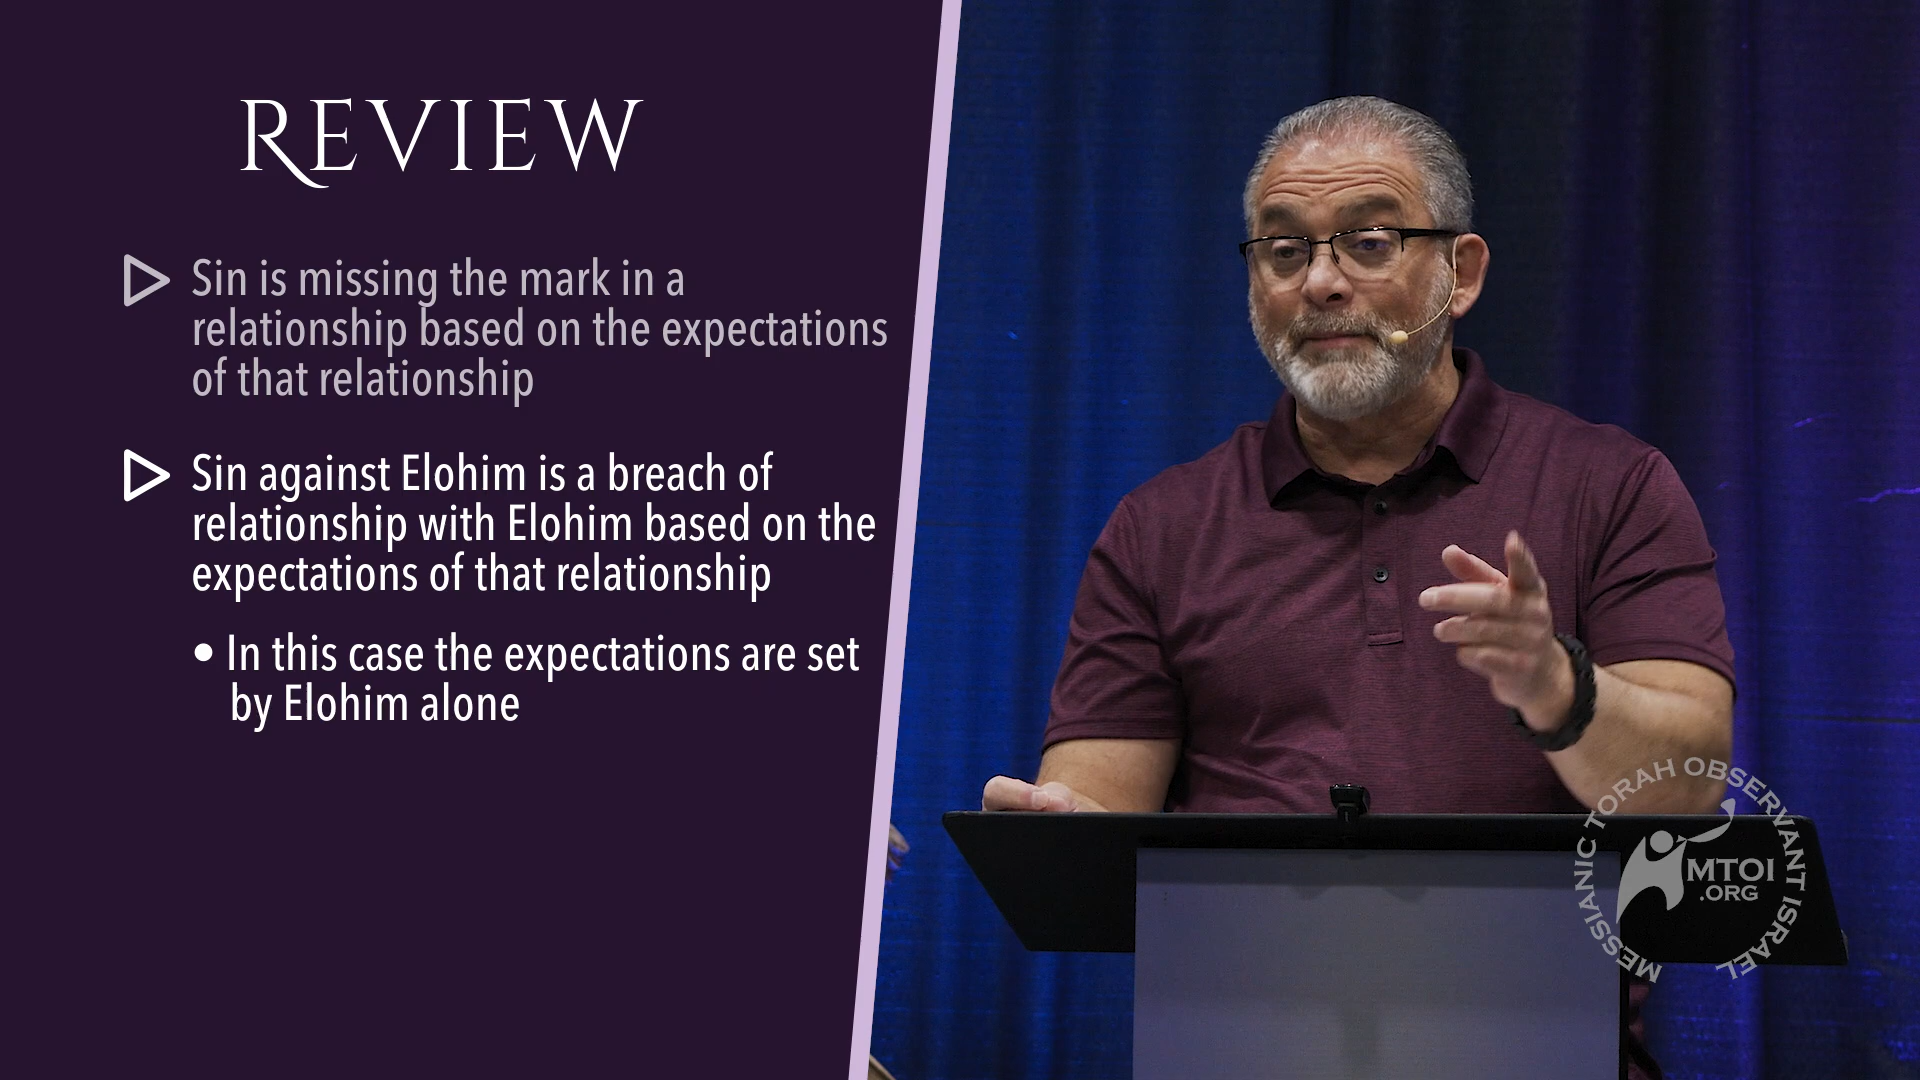 REVIEW
Sin is missing the mark in a
relationship based on the expectations
of that relationship
Sin against Elohim is a breach of
relationship with Elohim based on the
expectations of that relationship
• In this case the expectations are set
by Elohim alone
MESSIANIC TORAH OBSERVANT ISRAEL
MTOI
.ORG